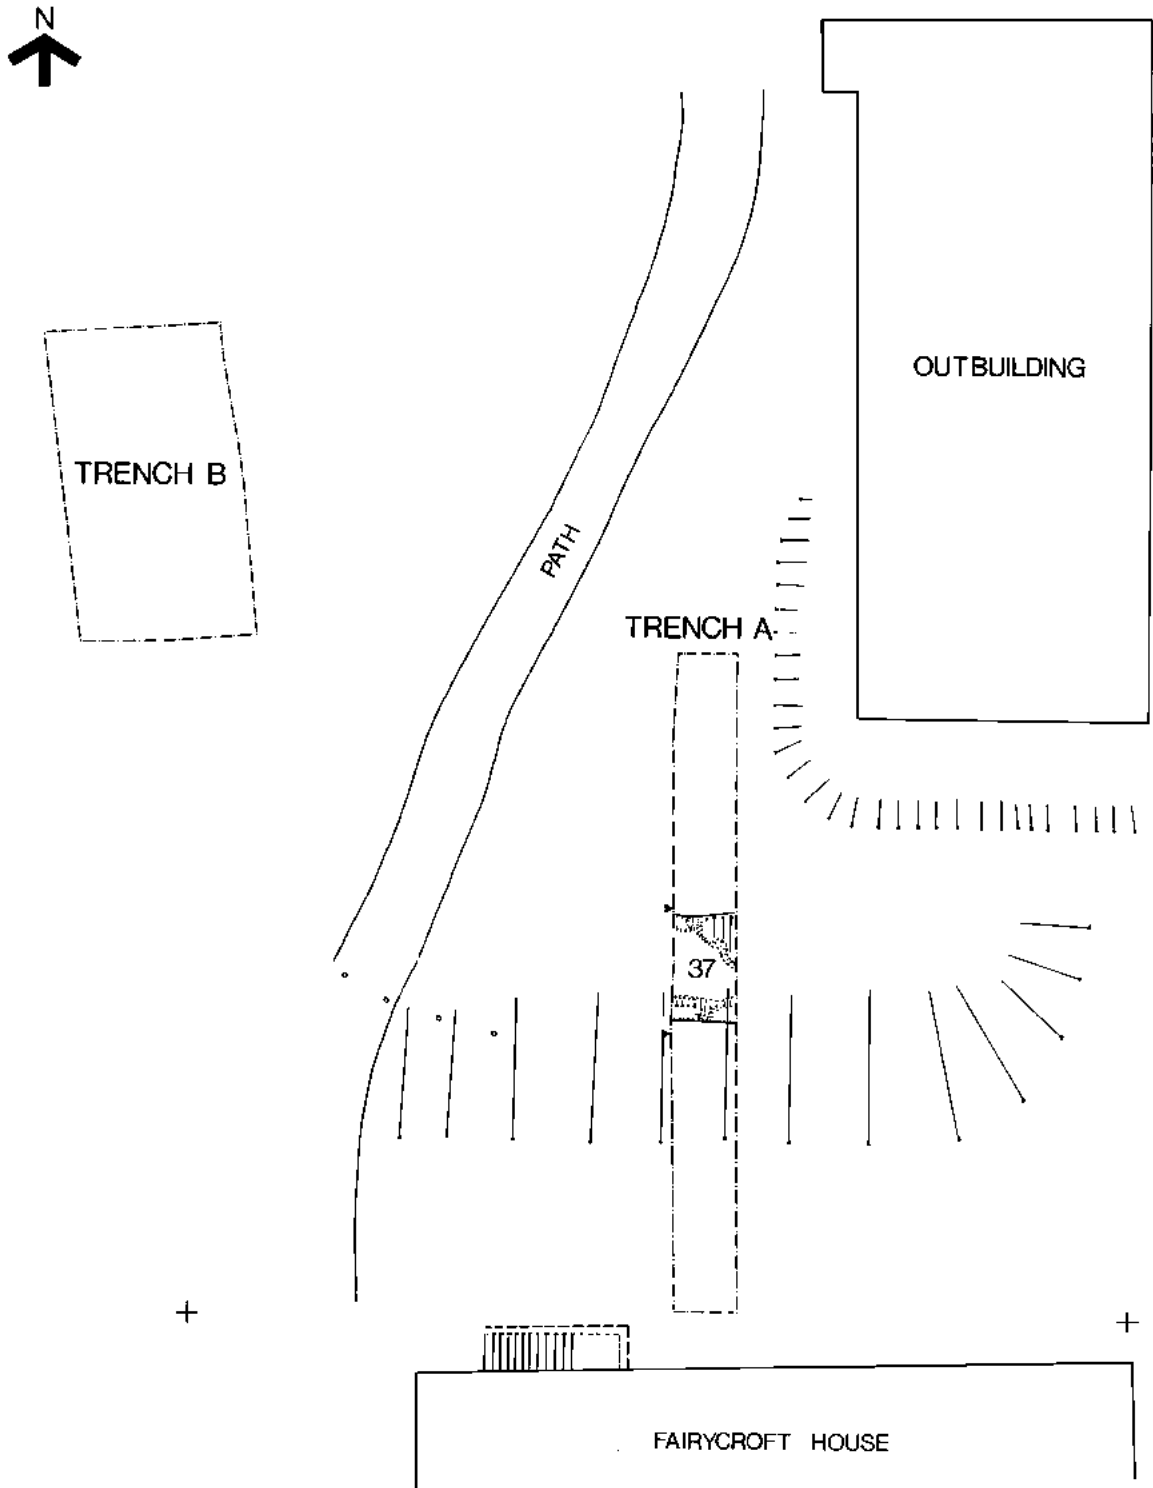 N
OUTBUILDING
TRENCH B
PATH
TRENCH A
37
FAIRYCROFT HOUSE